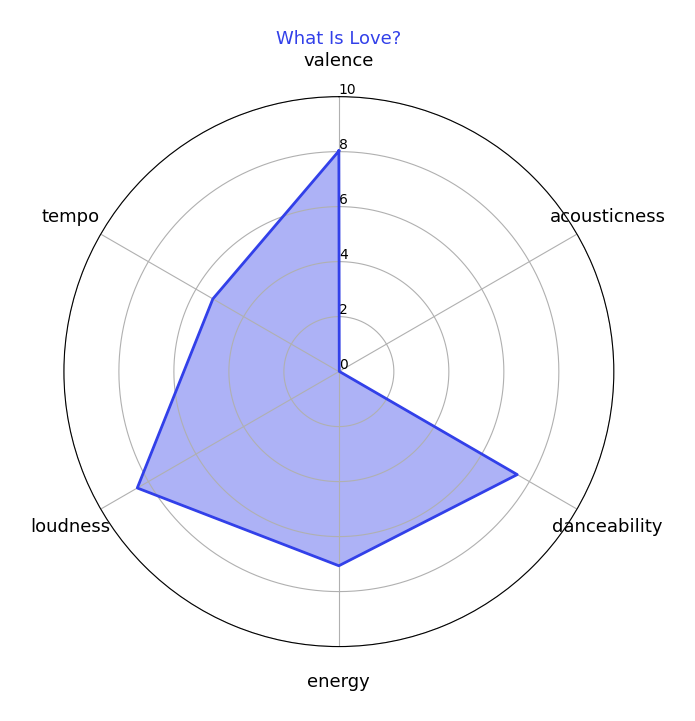 What Is Love?
valence
10
8
tempo
acousticness
6
4
2
0
loudness
danceability
energy